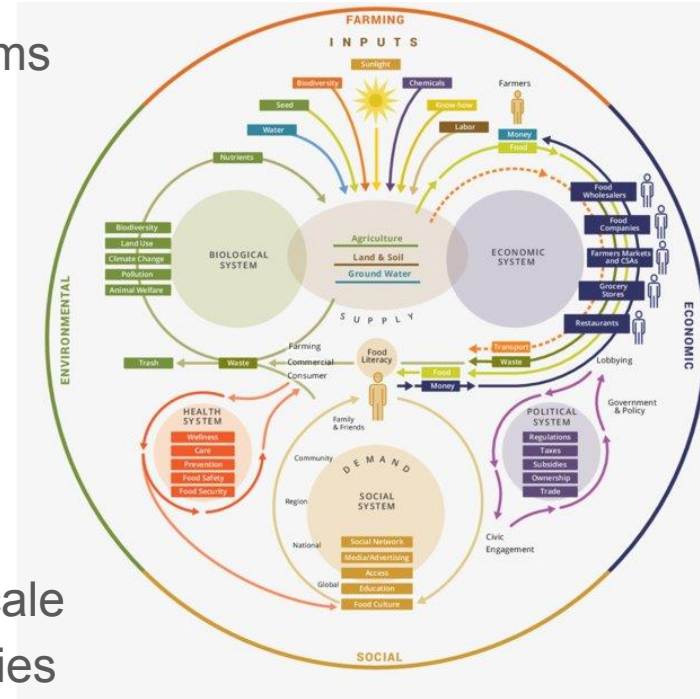 ms
FARMING
INPUTS
Sunlight
Biodiversity
Chemicals
Farmers
Seed
Know-how
Water
Labor
Money
Food
Nutrients
Food
Wholesalers
Biodiversity
Land Use
Climate Change
Pollution
Animal Welfare
BIOLOGICAL
SYSTEM
Agriculture
Land & Soil
Ground Water
ECONOMIC
SYSTEM
Food
Companies
Farmers Markets
and CSAs
Grocery
Stores
Restaurants
ENVIRONMENTAL
ECONOMIC
SUPPLY
Farming
Commercial
Consumer
Trash
Waste
Food
Literacy
Transport
Waste
Food
Money
Lobbying
Government
& Policy
HEALTH
SYSTEM
Wellness
Care
Prevention
Food Safety
Food Security
Family
& Friends
Community
Region
National
Global
DEMAND
SOCIAL
SYSTEM
Social Network
Media/Advertising
Access
Education
Food Culture
POLITICAL
SYSTEM
Regulations
Taxes
Subsidies
Ownership
Trade
Civic
Engagement
SOCIAL
cale
ies